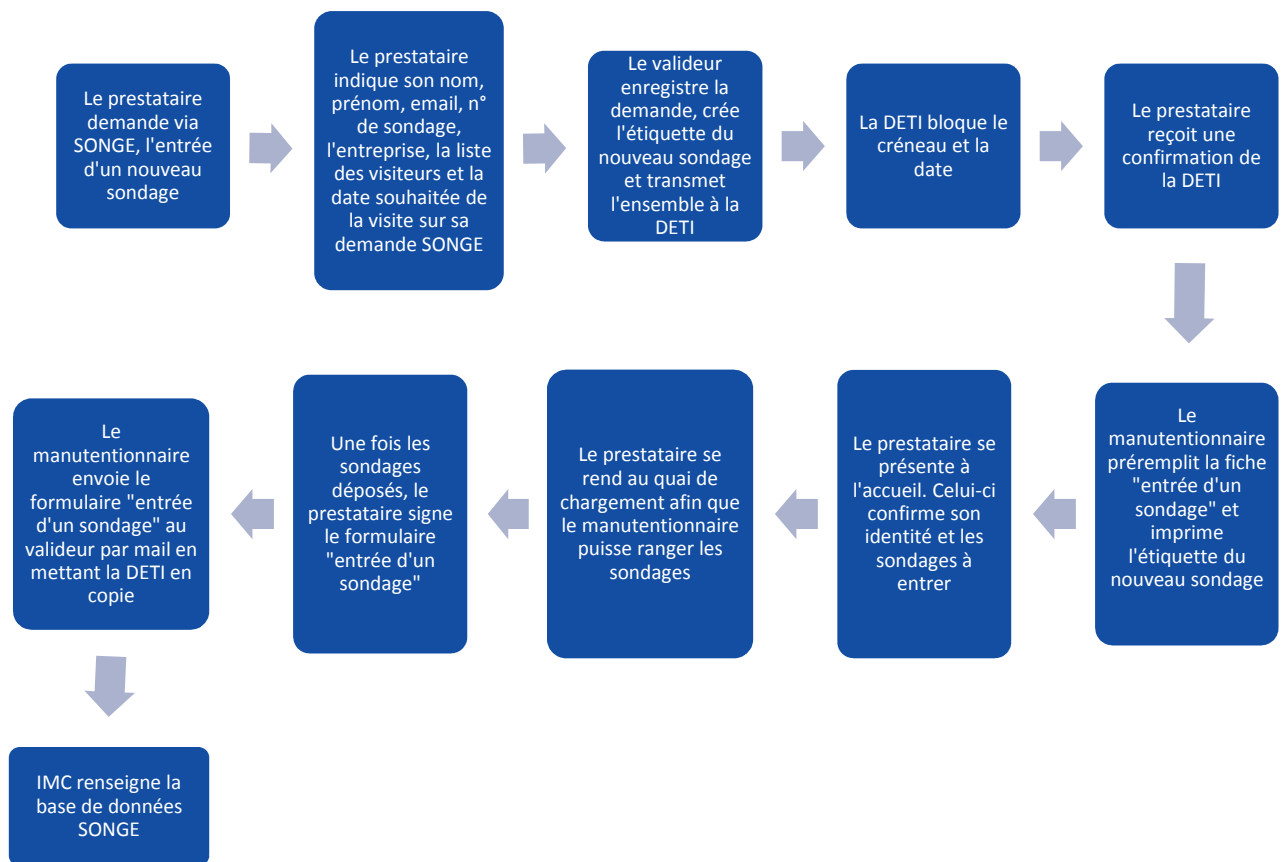 Le prestataire
demande via
SONGE, l'entrée
d'un nouveau
sondage
Le prestataire
indique son nom,
prénom, email, n°
de sondage,
l'entreprise, la liste
des visiteurs et la
date souhaitée de
la visite sur sa
demande SONGE
Le valideur
enregistre la
demande, crée
l'étiquette du
nouveau sondage
et transmet
l'ensemble à la
DETI
La DETI bloque le
créneau et la
date
Le prestataire
reçoit une
confirmation de
la DETI
Le
manutentionnaire
préremplit la fiche
"entrée d'un
sondage" et
imprime
l'étiquette du
nouveau sondage
Le prestataire se
présente à
l'accueil. Celui-ci
confirme son
identité et les
sondages à
entrer
Le prestataire se
rend au quai de
chargement afin que
le manutentionnaire
puisse ranger les
sondages
Une fois les
sondages
déposés, le
prestataire signe
le formulaire
"entrée d'un
sondage"
Le
manutentionnaire
envoie le
formulaire "entrée
d'un sondage" au
valideur par mail en
mettant la DETI en
copie
IMC renseigne la
base de données
SONGE